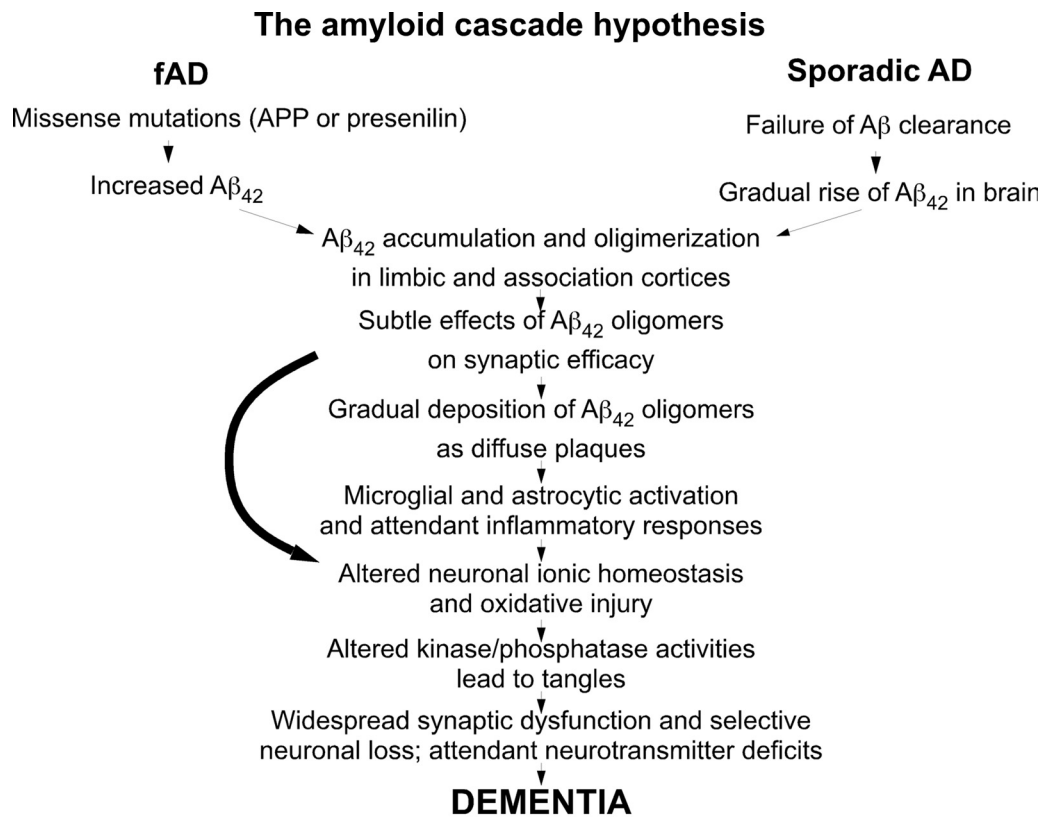 The amyloid cascade hypothesis
fAD
Sporadic AD
Missense mutations (APP or presenilin)
Failure of Aβ clearance
Increased Aβ42
Gradual rise of Aβ42 in brain
Aβ42 accumulation and oligimerization
in limbic and association cortices
Subtle effects of Aβ42 oligomers
on synaptic efficacy
Gradual deposition of Aβ42 oligomers
as diffuse plaques
Microglial and astrocytic activation
and attendant inflammatory responses
Altered neuronal ionic homeostasis
and oxidative injury
Altered kinase/phosphatase activities
lead to tangles
Widespread synaptic dysfunction and selective
neuronal loss; attendant neurotransmitter deficits
DEMENTIA